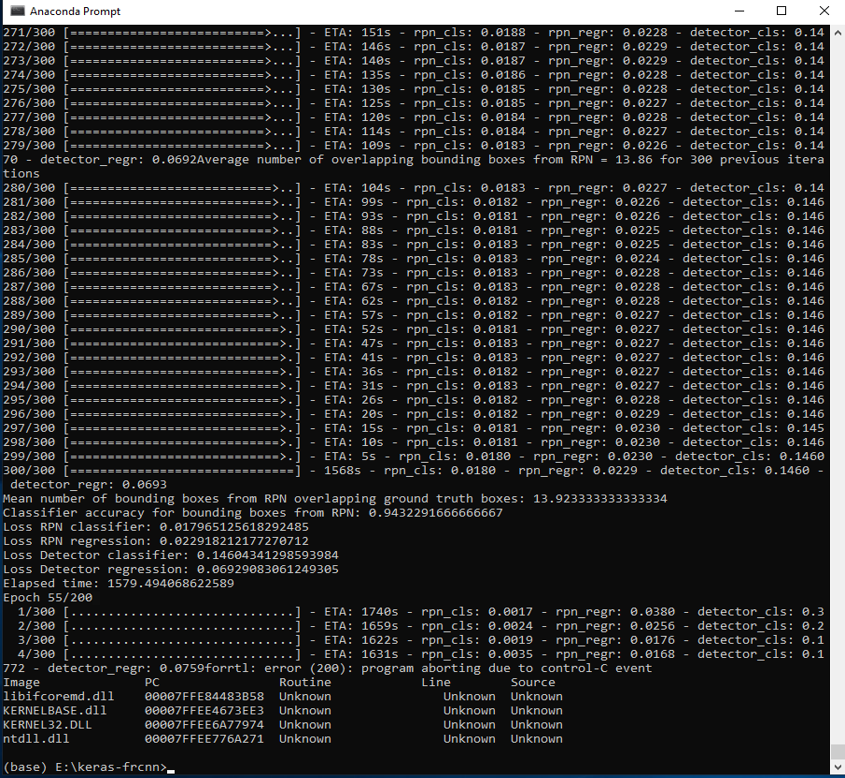 Anaconda Prompt
271/300 [==========================>...] - ETA: 151s - rpn_cls: 0.0188 - rpn_regr: 0.0228 - detector_cls: 0.14
272/300 [==========================>...] - ETA: 146s - rpn_cls: 0.0187 - rpn_regr: 0.0229 - detector_cls: 0.14
273/300 [==========================>...] - ETA: 140s - rpn_cls: 0.0187 - rpn_regr: 0.0229 - detector_cls: 0.14
274/300 [==========================>...] - ETA: 135s - rpn_cls: 0.0186 - rpn_regr: 0.0228 - detector_cls: 0.14
275/300 [==========================>...] - ETA: 130s - rpn_cls: 0.0185 - rpn_regr: 0.0228 - detector_cls: 0.14
276/300 [==========================>...] - ETA: 125s - rpn_cls: 0.0185 - rpn_regr: 0.0227 - detector_cls: 0.14
277/300 [==========================>...] - ETA: 120s - rpn_cls: 0.0184 - rpn_regr: 0.0228 - detector_cls: 0.14
278/300 [==========================>...] - ETA: 114s - rpn_cls: 0.0184 - rpn_regr: 0.0227 - detector_cls: 0.14
279/300 [==========================>...] - ETA: 109s - rpn_cls: 0.0183 - rpn_regr: 0.0226 - detector_cls: 0.14
70 - detector_regr: 0.0692Average number of overlapping bounding boxes from RPN = 13.86 for 300 previous itera
tions
280/300 [===========================>..] - ETA: 104s - rpn_cls: 0.0183 - rpn_regr: 0.0227 - detector_cls: 0.14
281/300 [===========================>..] - ETA: 99s - rpn_cls: 0.0182 - rpn_regr: 0.0226 - detector_cls: 0.146
282/300 [===========================>..] - ETA: 93s - rpn_cls: 0.0181 - rpn_regr: 0.0226 - detector_cls: 0.146
283/300 [===========================>..] - ETA: 88s - rpn_cls: 0.0181 - rpn_regr: 0.0225 - detector_cls: 0.146
284/300 [===========================>..] - ETA: 83s - rpn_cls: 0.0183 - rpn_regr: 0.0225 - detector_cls: 0.146
285/300 [===========================>..] - ETA: 78s - rpn_cls: 0.0183 - rpn_regr: 0.0224 - detector_cls: 0.146
286/300 [===========================>..] - ETA: 73s - rpn_cls: 0.0183 - rpn_regr: 0.0228 - detector_cls: 0.146
287/300 [===========================>..] - ETA: 67s - rpn_cls: 0.0183 - rpn_regr: 0.0228 - detector_cls: 0.146
288/300 [===========================>..] - ETA: 62s - rpn_cls: 0.0182 - rpn_regr: 0.0228 - detector_cls: 0.146
289/300 [===========================>..] - ETA: 57s - rpn_cls: 0.0182 - rpn_regr: 0.0227 - detector_cls: 0.146
290/300 [============================>.] - ETA: 52s - rpn_cls: 0.0181 - rpn_regr: 0.0227 - detector_cls: 0.146
291/300 [============================>.] - ETA: 47s - rpn_cls: 0.0183 - rpn_regr: 0.0227 - detector_cls: 0.146
292/300 [============================>.] - ETA: 41s - rpn_cls: 0.0183 - rpn_regr: 0.0227 - detector_cls: 0.146
293/300 [============================>.] - ETA: 36s - rpn_cls: 0.0182 - rpn_regr: 0.0227 - detector_cls: 0.146
294/300 [============================>.] - ETA: 31s - rpn_cls: 0.0183 - rpn_regr: 0.0227 - detector_cls: 0.146
295/300 [============================>.] - ETA: 26s - rpn_cls: 0.0182 - rpn_regr: 0.0228 - detector_cls: 0.146
296/300 [============================>.] - ETA: 20s - rpn_cls: 0.0182 - rpn_regr: 0.0229 - detector_cls: 0.146
297/300 [============================>.] - ETA: 15s - rpn_cls: 0.0181 - rpn_regr: 0.0230 - detector_cls: 0.145
298/300 [============================>.] - ETA: 10s - rpn_cls: 0.0181 - rpn_regr: 0.0230 - detector_cls: 0.146
299/300 [============================>.] - ETA: 5s - rpn_cls: 0.0180 - rpn_regr: 0.0230 - detector_cls: 0.1460
300/300 [==============================] - 1568s - rpn_cls: 0.0180 - rpn_regr: 0.0229 - detector_cls: 0.1460 -
detector_regr: 0.0693
Mean number of bounding boxes from RPN overlapping ground truth boxes: 13.923333333333334
Classifier accuracy for bounding boxes from RPN: 0.9432291666666667
Loss RPN classifier: 0.017965125618292485
Loss RPN regression: 0.022918212177270712
Loss Detector classifier: 0.14604341298593984
Loss Detector regression: 0.06929083061249305
Elapsed time: 1579.494068622589
Epoch 55/200
1/300 [..............................] - ETA: 1740s - rpn_cls: 0.0017 - rpn_regr: 0.0380 - detector_cls: 0.3
2/300 [..............................] - ETA: 1659s - rpn_cls: 0.0024 - rpn_regr: 0.0256 - detector_cls: 0.2
3/300 [..............................] - ETA: 1622s - rpn_cls: 0.0019 - rpn_regr: 0.0176 - detector_cls: 0.1
4/300 [..............................] - ETA: 1631s - rpn_cls: 0.0035 - rpn_regr: 0.0168 - detector_cls: 0.1
772 - detector_regr: 0.0759forrtl: error (200): program aborting due to control-C event
Image PC Routine Line Source
libifcoremd.dll 00007FFE84483B58 Unknown Unknown Unknown
KERNELBASE.dll 00007FFEE4673EE3 Unknown Unknown Unknown
KERNEL32.DLL 00007FFEE6A77974 Unknown Unknown Unknown
ntdll.dll 00007FFEE776A271 Unknown Unknown Unknown
(base) E:\keras-frcnn>